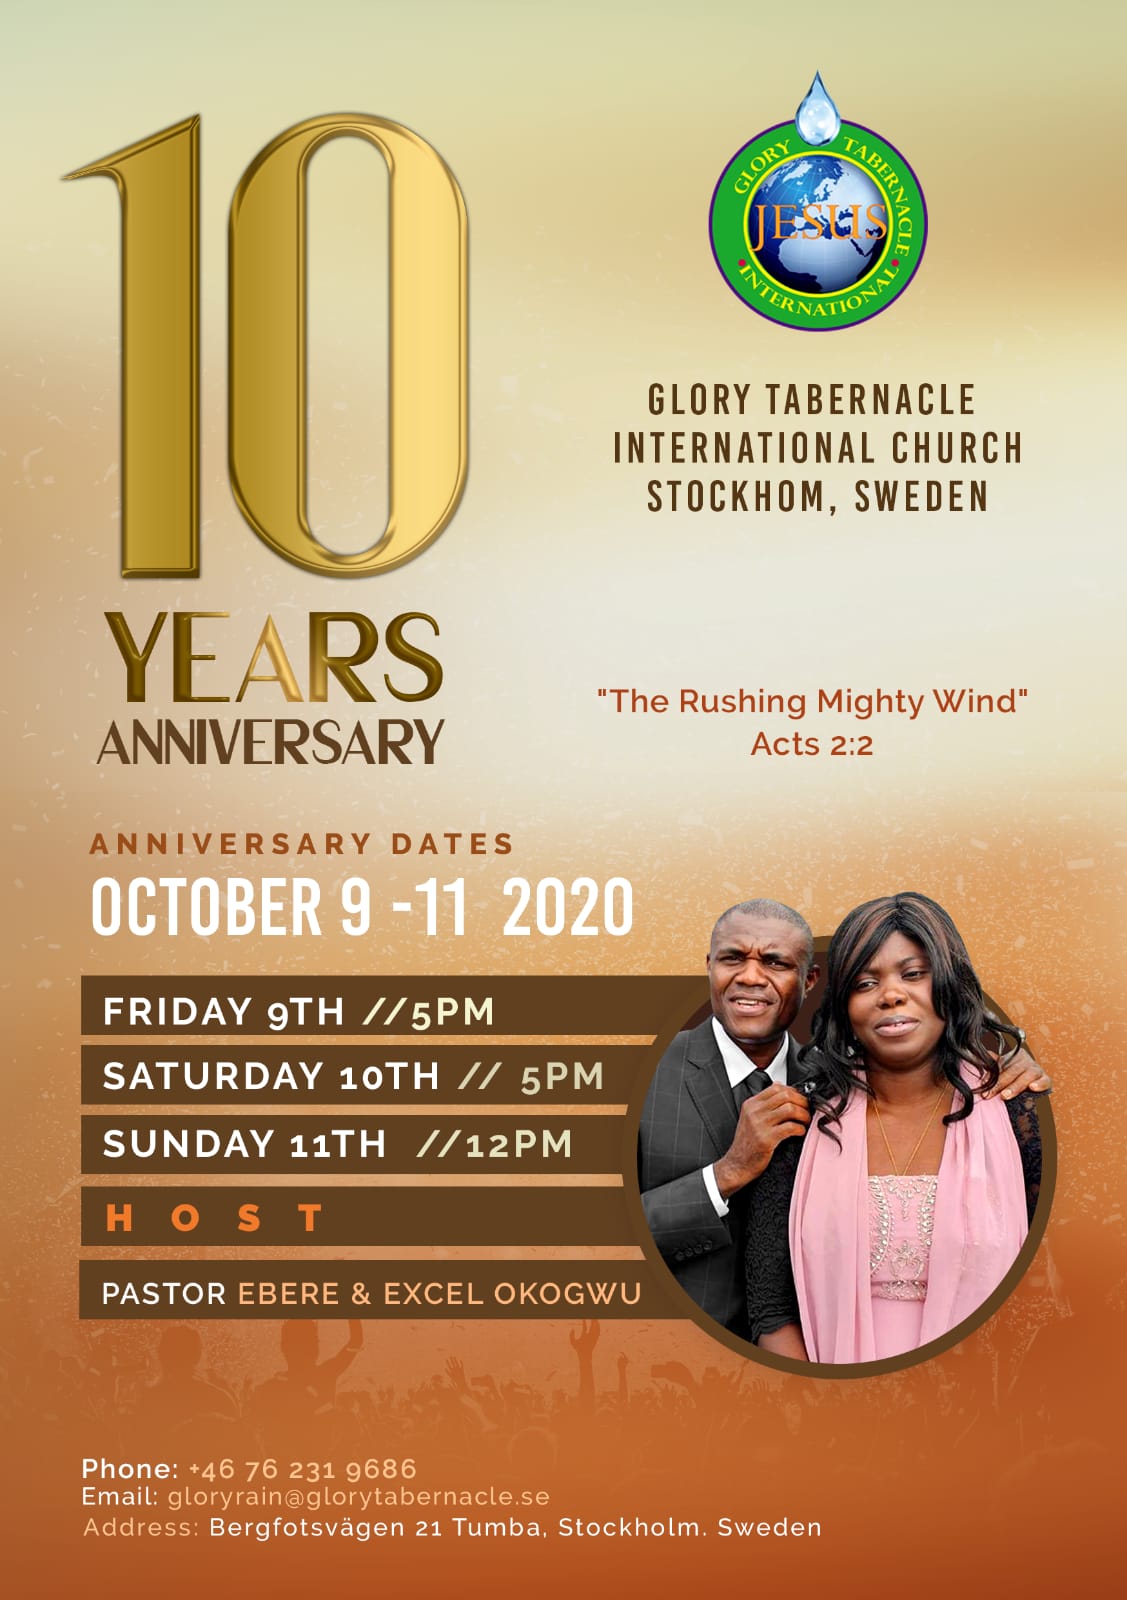 10
YEARS
ANNIVERSARY
GLORY TABERNACLE
INTERNATIONAL
JESUS
GLORY TABERNACLE
INTERNATIONAL CHURCH
STOCKHOM, SWEDEN
"The Rushing Mighty Wind"
Acts 2:2
ANNIVERSARY DATES
OCTOBER 9 -11 2020
FRIDAY 9TH //5PM
SATURDAY 10TH // 5PM
SUNDAY 11TH //12PM
HOST
PASTOR EBERE & EXCEL OKOGWU
Phone: +46 76 231 9686
Email: gloryrain@glorytabernacle.se
Address: Bergfotsvägen 21 Tumba, Stockholm. Sweden